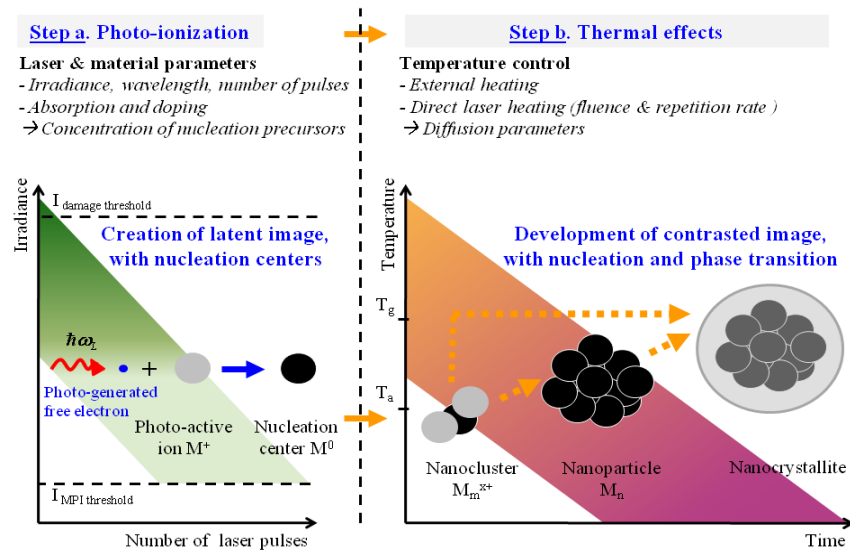 Step a. Photo-ionization
Step b. Thermal effects
Laser & material parameters
- Irradiance, wavelength, number of pulses
- Absorption and doping
→ Concentration of nucleation precursors
Temperature control
- External heating
- Direct laser heating (fluence & repetition rate )
→ Diffusion parameters
Irradiance
I damage threshold
Creation of latent image,
with nucleation centers
ħωL
+
Photo-generated
free electron
Photo-active
ion M+
Nucleation
center M0
I MPI threshold
Number of laser pulses
Temperature
Development of contrasted image,
with nucleation and phase transition
Tg
Ta
Nanocluster
Mm x+
Nanoparticle
Mn
Nanocrystallite
Time